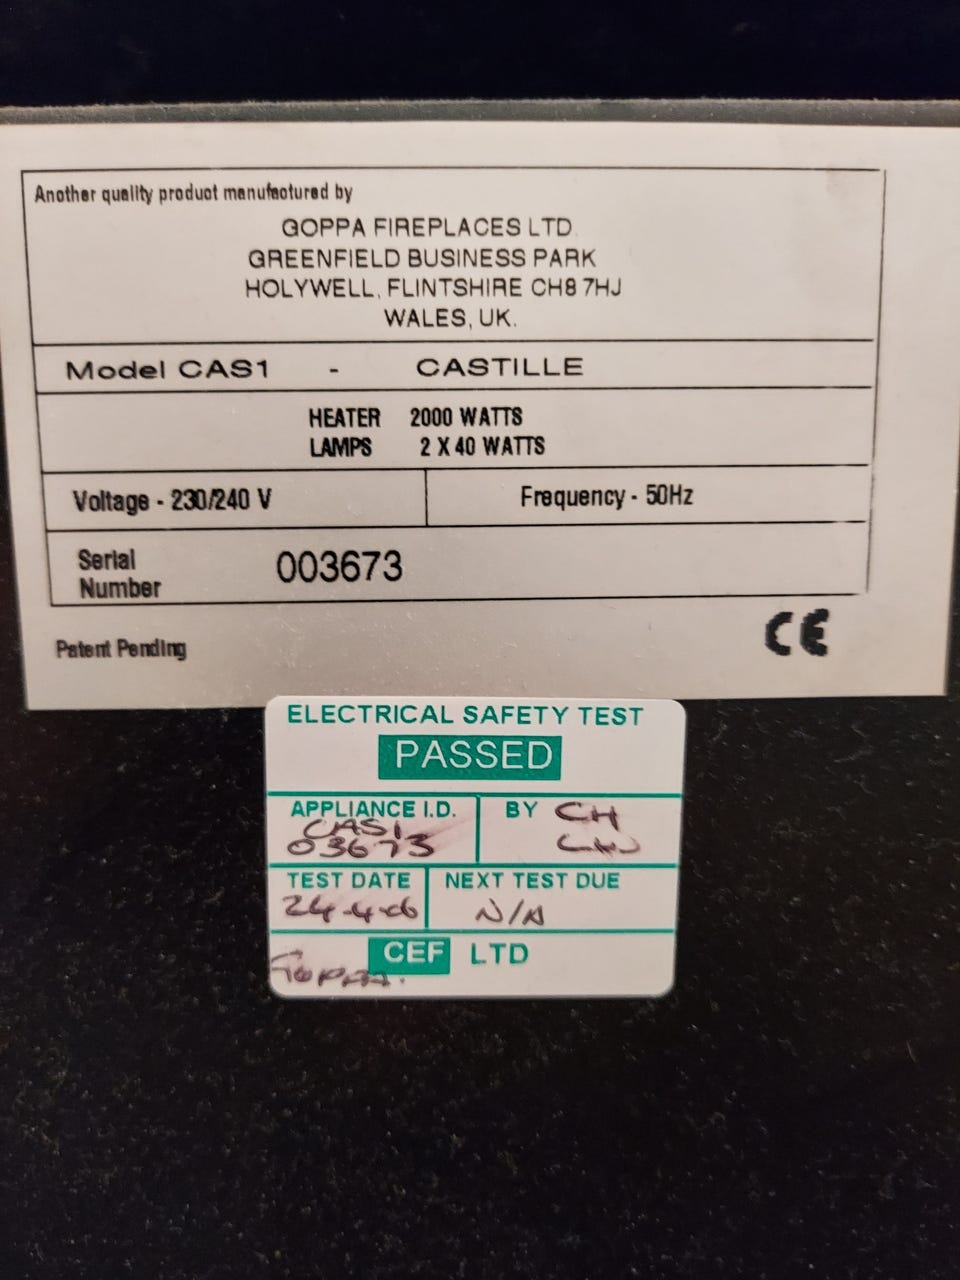 Another quality product manufactured by
GOPPA FIREPLACES LTD.
GREENFIELD BUSINESS PARK
HOLYWELL, FLINTSHIRE CH8 7HJ
WALES, UK.
Model CAS1 - CASTILLE
HEATER 2000 WATTS
LAMPS 2 X 40 WATTS
Voltage - 230/240 V Frequency - 50Hz
Serial Number 003673
Patent Pending CE
ELECTRICAL SAFETY TEST
PASSED
APPLIANCE I.D. BY CH
CAS1
03673
TEST DATE NEXT TEST DUE
24-4-06 N/A
CEF LTD
GOPPA.